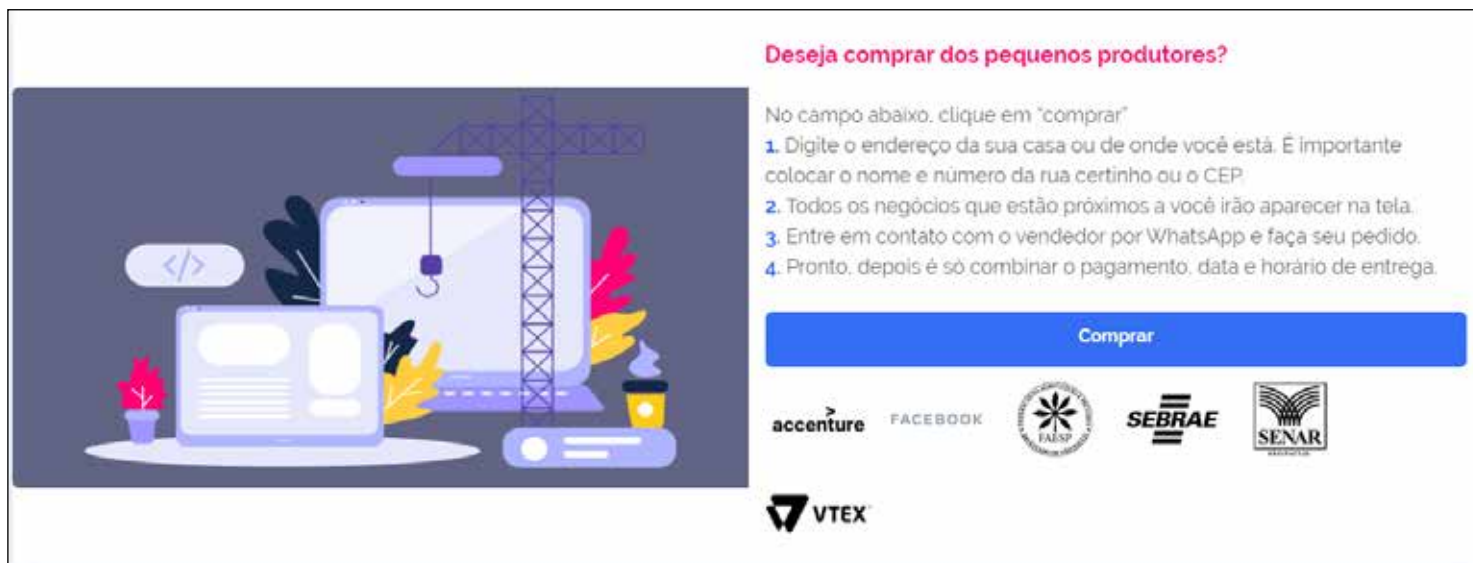 Deseja comprar dos pequenos produtores?
No campo abaixo, clique em "comprar"
1. Digite o endereço da sua casa ou de onde você está. É importante
colocar o nome e número da rua certinho ou o CEP.
2. Todos os negócios que estão próximos a você irão aparecer na tela.
3. Entre em contato com o vendedor por WhatsApp e faça seu pedido.
4. Pronto, depois é só combinar o pagamento, data e horário de entrega.
Comprar
</>
accenture FACEBOOK FAESP SEBRAE SENAR
VTEX